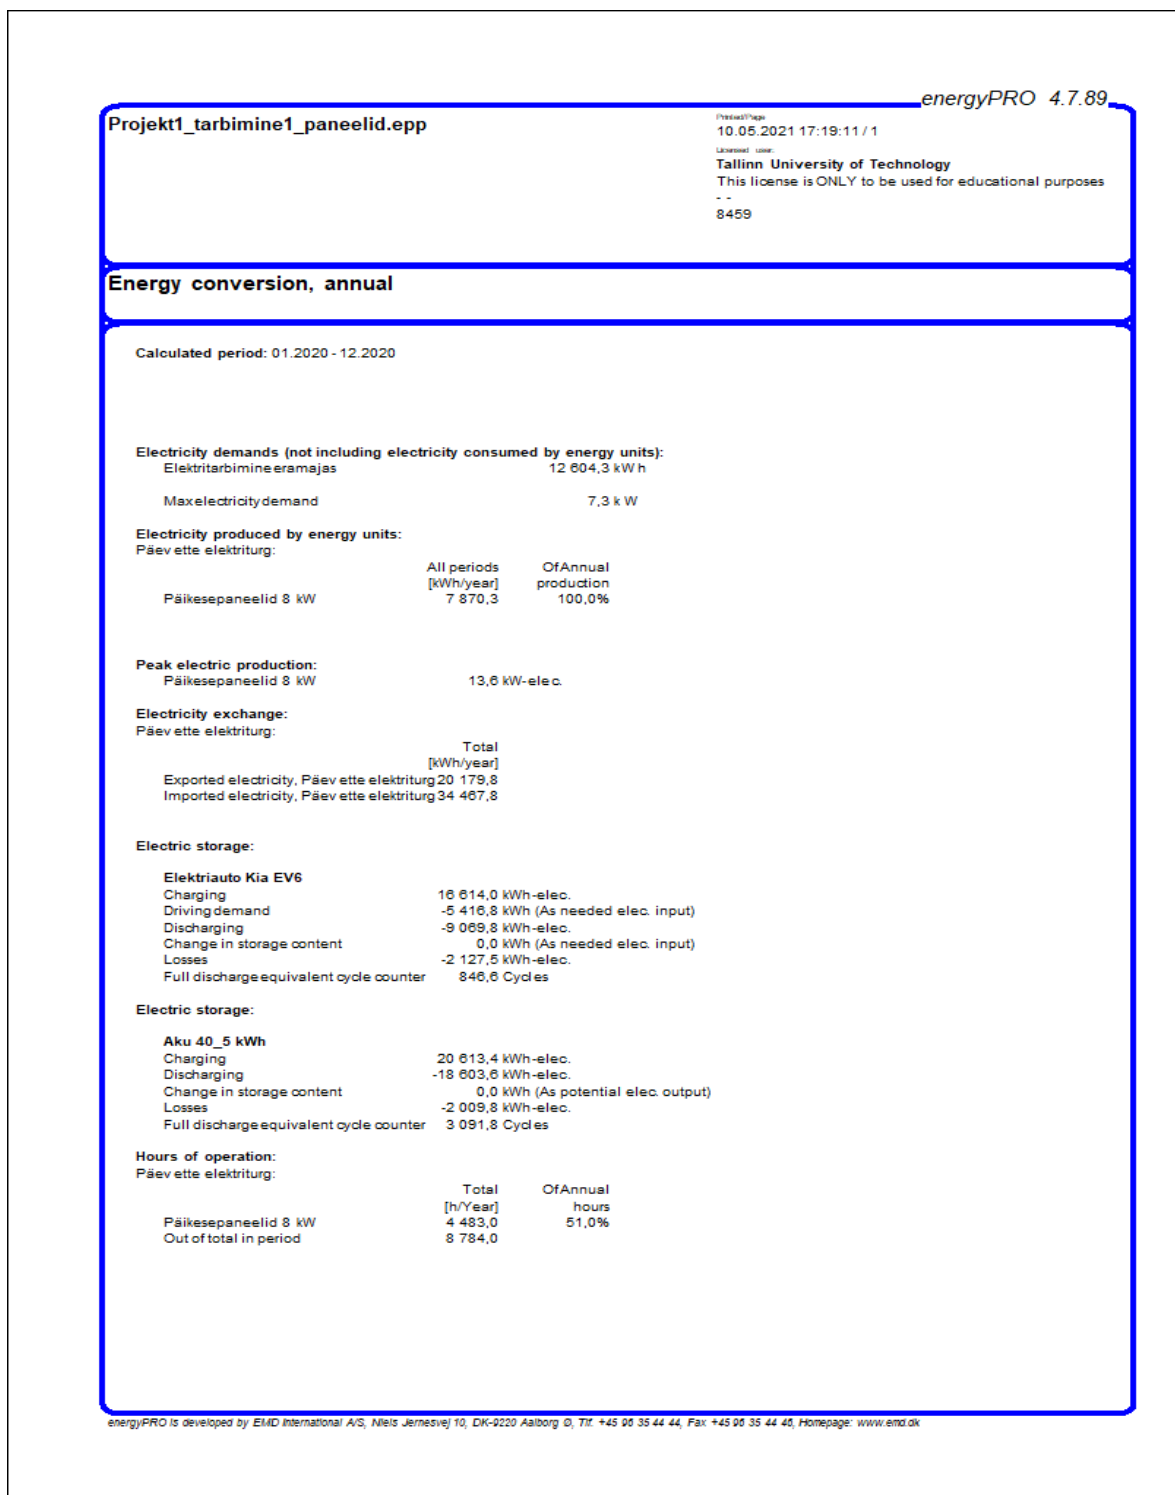 energyPRO 4.7.89
Projekt1_tarbimine1_paneelid.epp
Printed/Page
10.05.2021 17:19:11 / 1
Licensed user:
Tallinn University of Technology
This license is ONLY to be used for educational purposes
- -
8459
Energy conversion, annual
Calculated period: 01.2020 - 12.2020
Electricity demands (not including electricity consumed by energy units):
Elektritarbimine eramajas 12 604,3 kWh
Max electricity demand 7,3 kW
Electricity produced by energy units:
Päev ette elektriturg:
All periods Of Annual
[kWh/year] production
Päikesepaneelid 8 kW 7 870,3 100,0%
Peak electric production:
Päikesepaneelid 8 kW 13,6 kW-elec.
Electricity exchange:
Päev ette elektriturg:
Total
[kWh/year]
Exported electricity, Päev ette elektriturg 20 179,8
Imported electricity, Päev ette elektriturg 34 467,8
Electric storage:
Elektriauto Kia EV6
Charging 16 614,0 kWh-elec.
Driving demand -5 416,8 kWh (As needed elec. input)
Discharging -9 069,8 kWh-elec.
Change in storage content 0,0 kWh (As needed elec. input)
Losses -2 127,5 kWh-elec.
Full discharge equivalent cycle counter 846,6 Cycles
Electric storage:
Aku 40_5 kWh
Charging 20 613,4 kWh-elec.
Discharging -18 603,6 kWh-elec.
Change in storage content 0,0 kWh (As potential elec. output)
Losses -2 009,8 kWh-elec.
Full discharge equivalent cycle counter 3 091,8 Cycles
Hours of operation:
Päev ette elektriturg:
Total Of Annual
[h/Year] hours
Päikesepaneelid 8 kW 4 483,0 51,0%
Out of total in period 8 784,0
energyPRO is developed by EMD International A/S, Niels Jernesvej 10, DK-9220 Aalborg Ø, Tlf. +45 96 35 44 44, Fax +45 96 35 44 46, Homepage: www.emd.dk